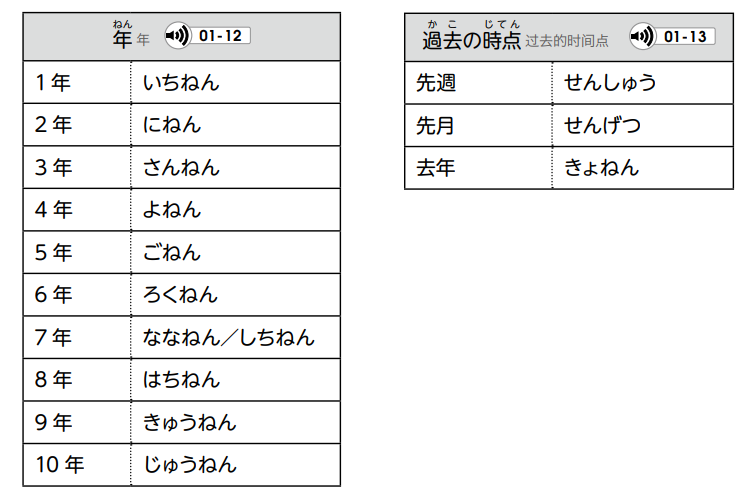 ねん
年 年 01-12
1 年 いちねん
2 年 にねん
3 年 さんねん
4 年 よねん
5 年 ごねん
6 年 ろくねん
7 年 ななねん／しちねん
8 年 はちねん
9 年 きゅうねん
10 年 じゅうねん
かこ じてん
過去の時点 过去的时间点 01-13
先週 せんしゅう
先月 せんげつ
去年 きょねん